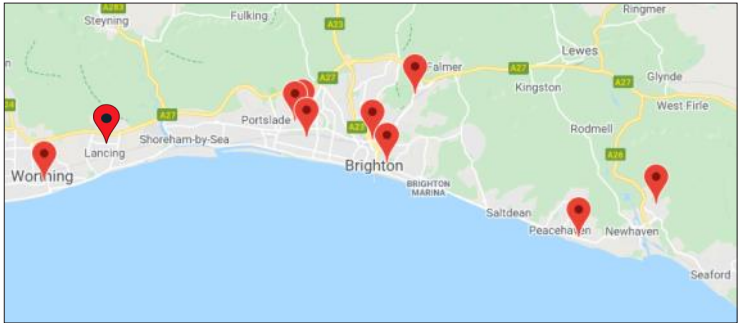 A283
Steyning
Fulking
A23
Ringmer
Lewes
Falmer
A27
A27
Kingston
A27
Glynde
West Firle
A27
Portslade
A23
Rodmell
Shoreham-by-Sea
Lancing
Worthing
Brighton
BRIGHTON
MARINA
A26
Saltdean
Peacehaven
Newhaven
Seaford